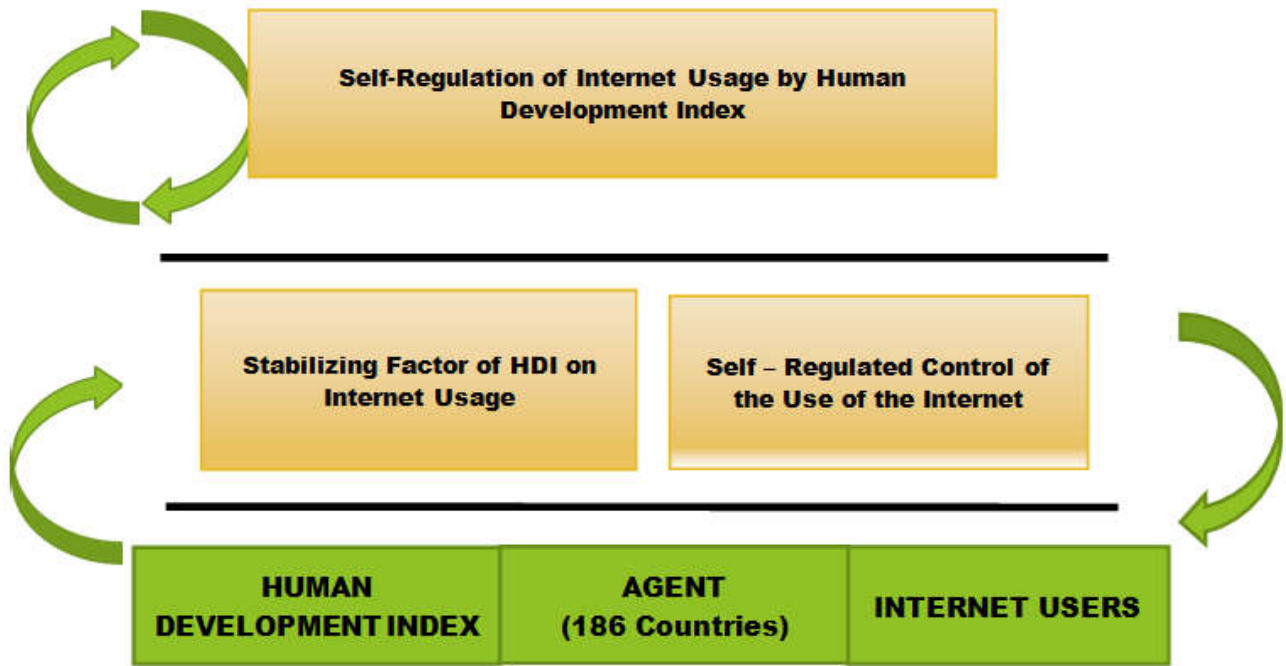 Self-Regulation of Internet Usage by Human
Development Index
Stabilizing Factor of HDI on
Internet Usage
Self – Regulated Control of
the Use of the Internet
HUMAN
DEVELOPMENT INDEX
AGENT
(186 Countries)
INTERNET USERS